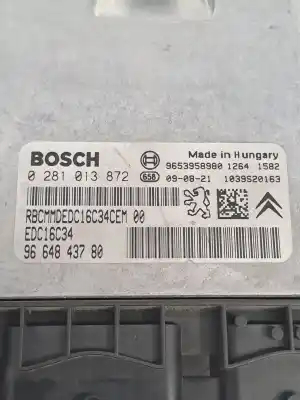 BOSCH
Made in Hungary
9653958980 1264 1582
0 281 013 872 658 09-08-21 1039S20163
RBCMMDEDC16C34CEM 00
EDC16C34
96 648 437 80